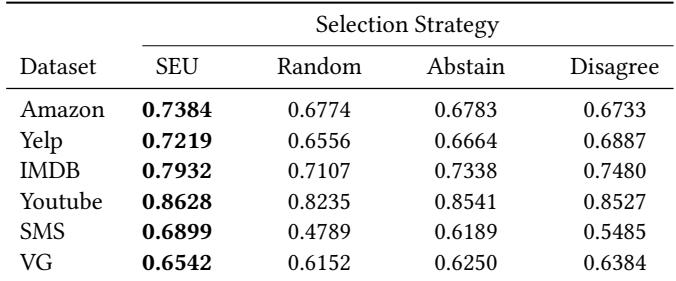 Selection Strategy
Dataset SEU Random Abstain Disagree
Amazon 0.7384 0.6774 0.6783 0.6733
Yelp 0.7219 0.6556 0.6664 0.6887
IMDB 0.7932 0.7107 0.7338 0.7480
Youtube 0.8628 0.8235 0.8541 0.8527
SMS 0.6899 0.4789 0.6189 0.5485
VG 0.6542 0.6152 0.6250 0.6384